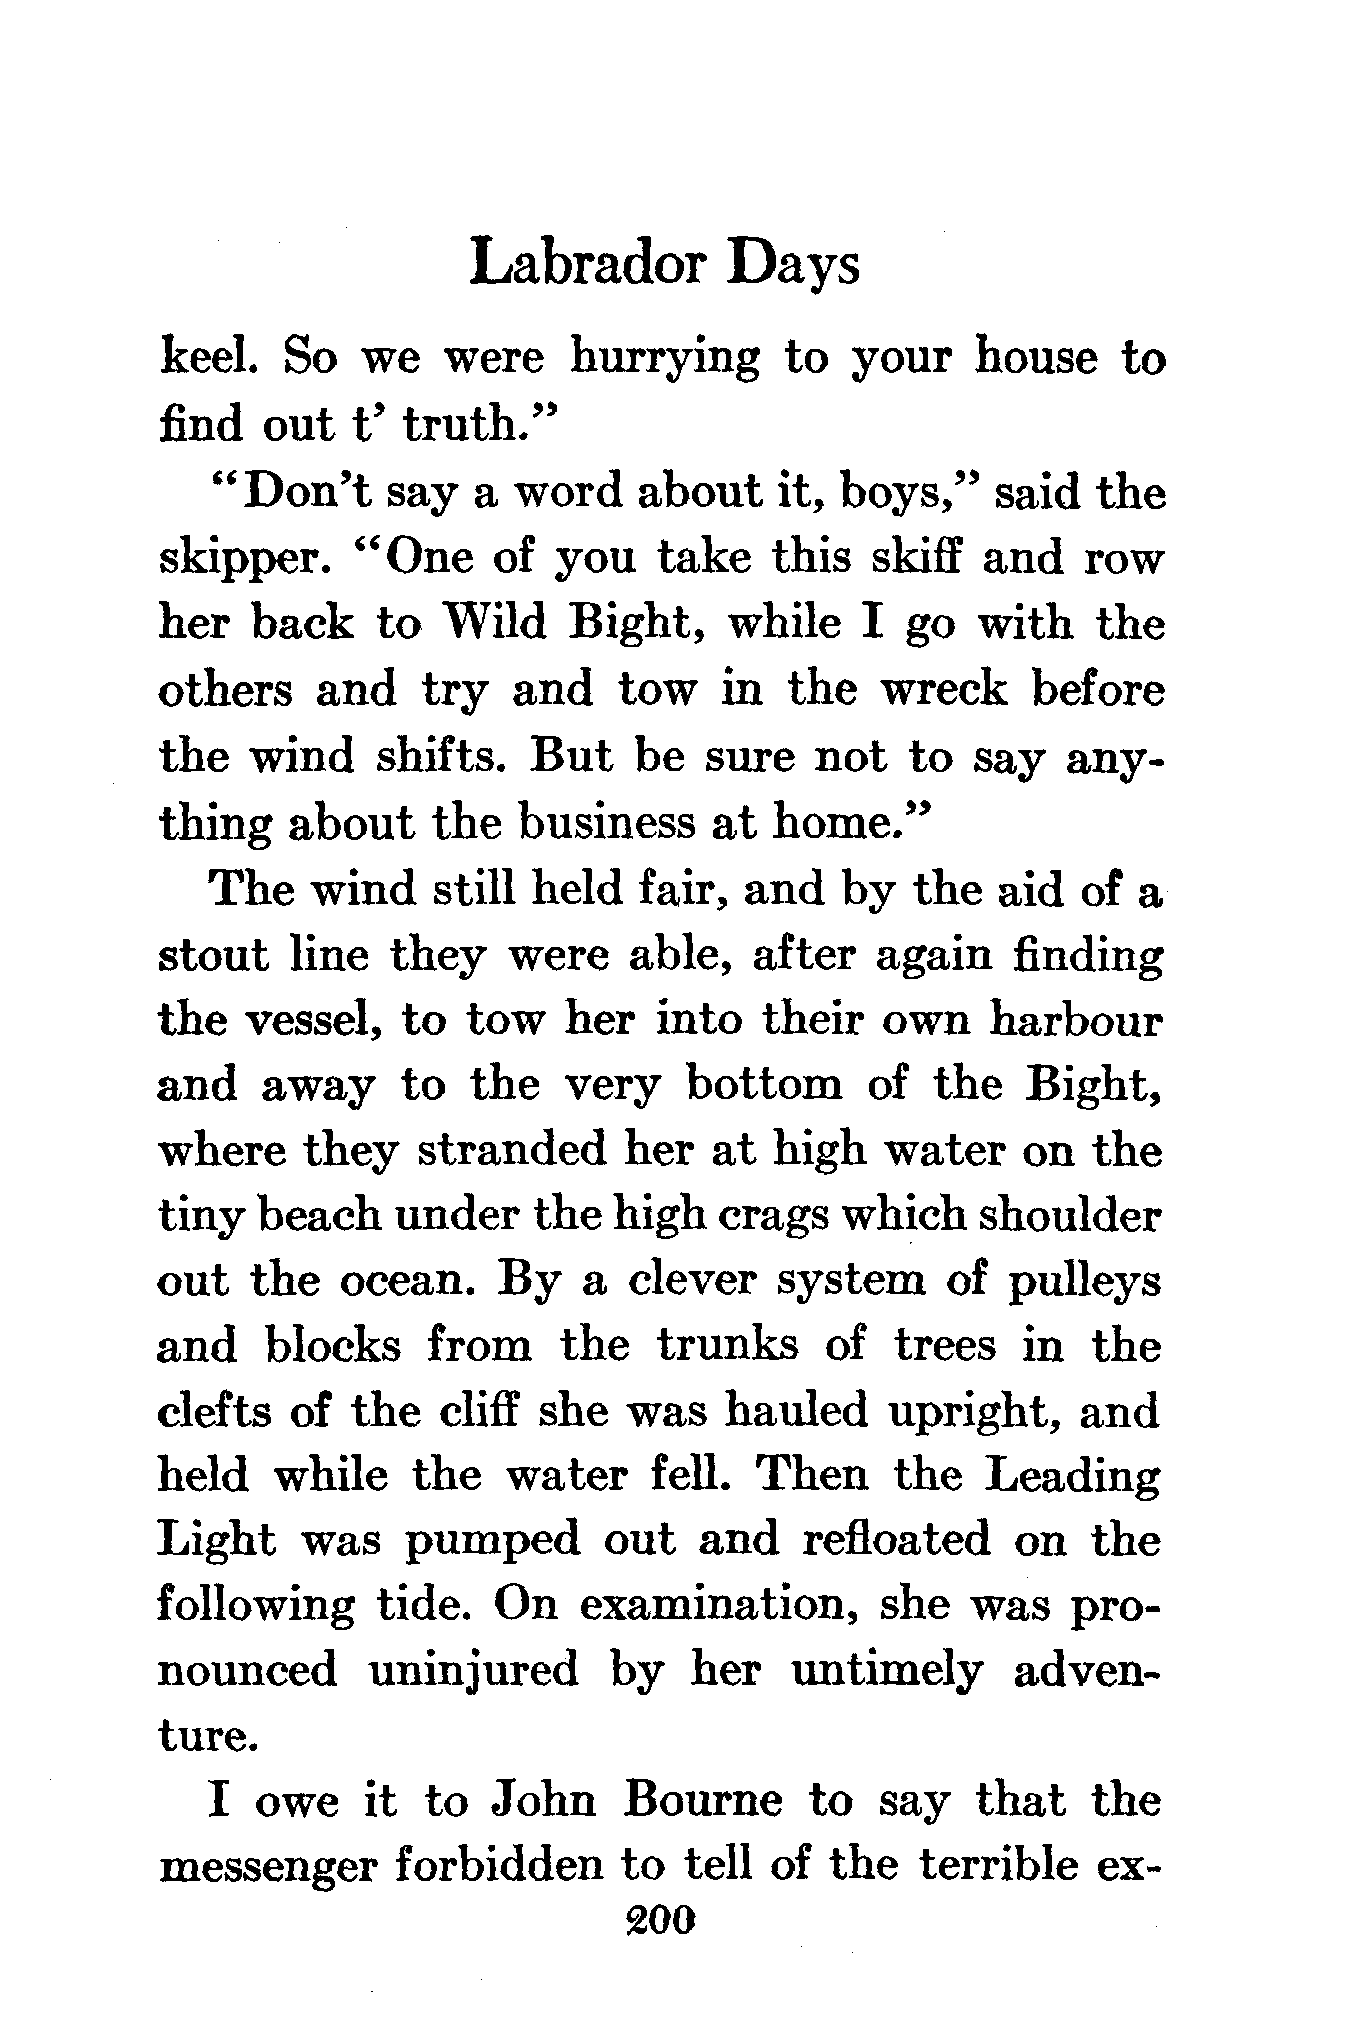 Labrador Days
keel. So we were hurrying to your house to
find out t' truth.”
“Don't say a word about it, boys,” said the
skipper. “One of you take this skiff and row
her back to Wild Bight, while I go with the
others and try and tow in the wreck before
the wind shifts. But be sure not to say any-
thing about the business at home.”
The wind still held fair, and by the aid of a
stout line they were able, after again finding
the vessel, to tow her into their own harbour
and away to the very bottom of the Bight,
where they stranded her at high water on the
tiny beach under the high crags which shoulder
out the ocean. By a clever system of pulleys
and blocks from the trunks of trees in the
clefts of the cliff she was hauled upright, and
held while the water fell. Then the Leading
Light was pumped out and refloated on the
following tide. On examination, she was pro-
nounced uninjured by her untimely adven-
ture.
I owe it to John Bourne to say that the
messenger forbidden to tell of the terrible ex-
200